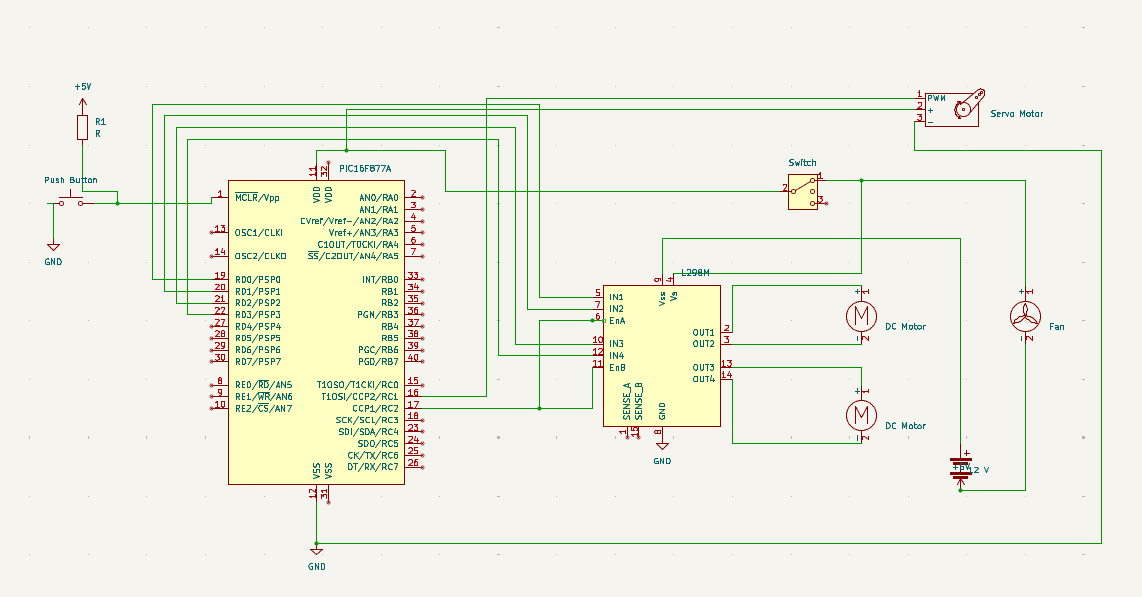 +5V
R1
R
Push Button
GND
PIC16F877A
11
32
VDD
VDD
1
MCLR/Vpp
13
OSC1/CLKI
14
OSC2/CLKO
19
RD0/PSP0
20
RD1/PSP1
21
RD2/PSP2
22
RD3/PSP3
27
RD4/PSP4
28
RD5/PSP5
29
RD6/PSP6
30
RD7/PSP7
8
RE0/RD/AN5
9
RE1/WR/AN6
10
RE2/CS/AN7
AN0/RA0
2
AN1/RA1
3
CVref/Vref-/AN2/RA2
4
Vref+/AN3/RA3
5
C1OUT/T0CKI/RA4
6
SS/C2OUT/AN4/RA5
7
INT/RB0
33
RB1
34
RB2
35
PGM/RB3
36
RB4
37
RB5
38
PGC/RB6
39
PGD/RB7
40
T1OSO/T1CKI/RC0
15
T1OSI/CCP2/RC1
16
CCP1/RC2
17
SCK/SCL/RC3
18
SDI/SDA/RC4
23
SDO/RC5
24
CK/TX/RC6
25
DT/RX/RC7
26
VSS
VSS
12
31
GND
1
PWM
2
+
3
-
Servo Motor
Switch
1
2
3
L298M
9
4
Vss
Vs
5
IN1
7
IN2
6
EnA
10
IN3
12
IN4
11
EnB
OUT1
2
OUT2
3
OUT3
13
OUT4
14
SENSE_A
SENSE_B
GND
1
15
8
GND
+
1
M
DC Motor
-
2
+
1
M
DC Motor
-
2
+
1
Fan
-
2
+
12 V